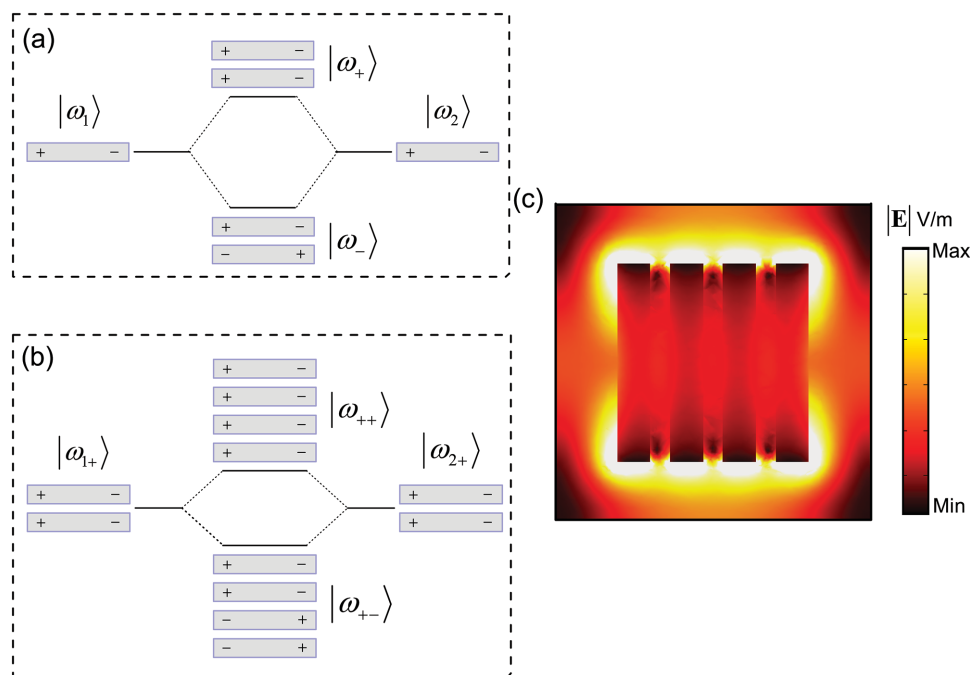 (a)
+ -
|ω₊⟩
+ -
|ω₁⟩
|ω₂⟩
+ -
+ -
+ -
|ω₋⟩
- +
(b)
+ -
+ -
|ω₊₊⟩
+ -
+ -
|ω₁₊⟩
|ω₂₊⟩
+ -
+ -
+ -
+ -
+ -
+ -
|ω₊₋⟩
- +
- +
(c)
|E| V/m
Max
Min